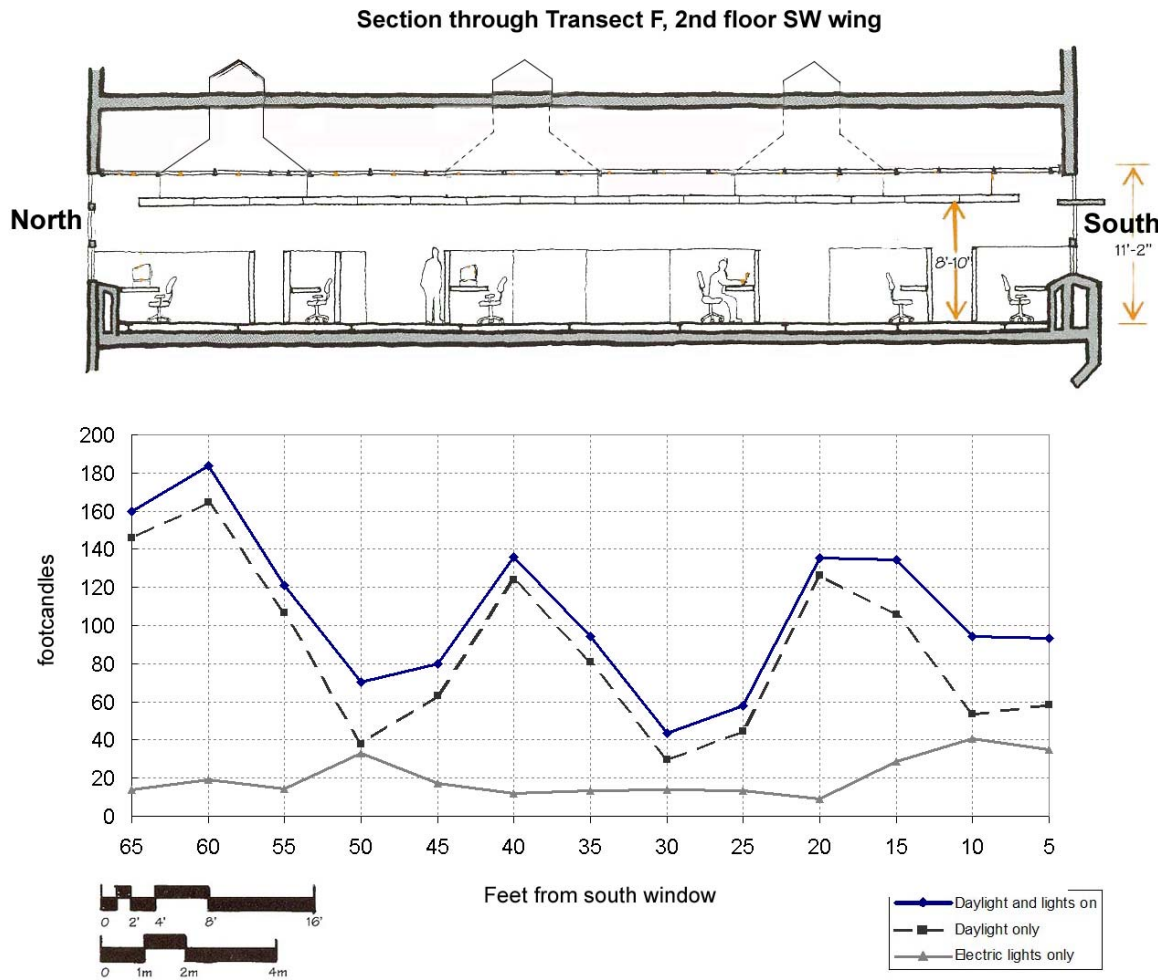 Section through Transect F, 2nd floor SW wing
North
South
8'-10"
11'-2"
200
180
160
140
120
100
80
60
40
20
0
footcandles
65 60 55 50 45 40 35 30 25 20 15 10 5
Feet from south window
0 2' 4' 8' 16'
0 1m 2m 4m
Daylight and lights on
Daylight only
Electric lights only